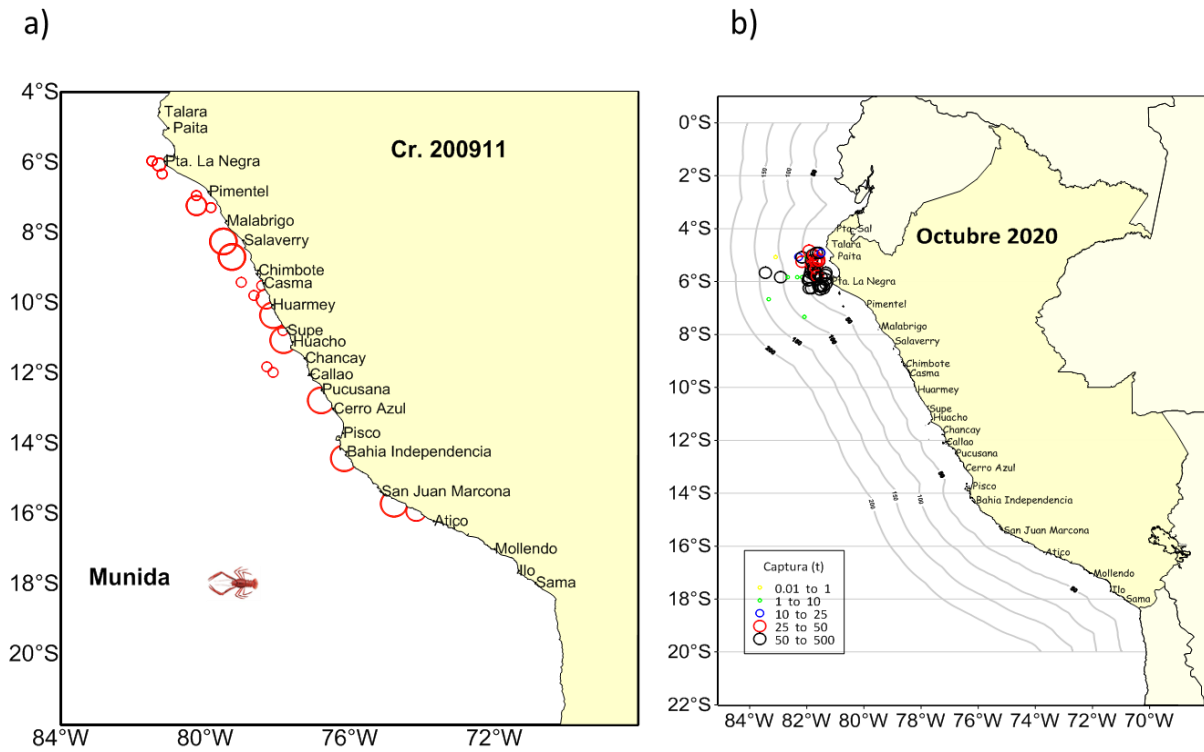 a)
4°S
6°S
8°S
10°S
12°S
14°S
16°S
18°S
20°S
84°W
80°W
76°W
72°W
Cr. 200911
Talara
Paita
Pta. La Negra
Pimentel
Malabrigo
Salaverry
Chimbote
Casma
Huarmey
Supe
Huacho
Chancay
Callao
Pucusana
Cerro Azul
Pisco
Bahia Independencia
San Juan Marcona
Atico
Mollendo
Ilo
Sama
Munida
b)
0°S
2°S
4°S
6°S
8°S
10°S
12°S
14°S
16°S
18°S
20°S
22°S
84°W
82°W
80°W
78°W
76°W
74°W
72°W
70°W
Octubre 2020
150
100
Pta. Sal
Talara
Paita
Pta. La Negra
Pimentel
Malabrigo
Salaverry
Chimbote
Casma
Huarmey
Supe
Huacho
Chancay
Callao
Pucusana
Cerro Azul
Pisco
Bahia Independencia
San Juan Marcona
Atico
Mollendo
Ilo
Sama
200
150
100
Captura (t)
0.01 to 1
1 to 10
10 to 25
25 to 50
50 to 500